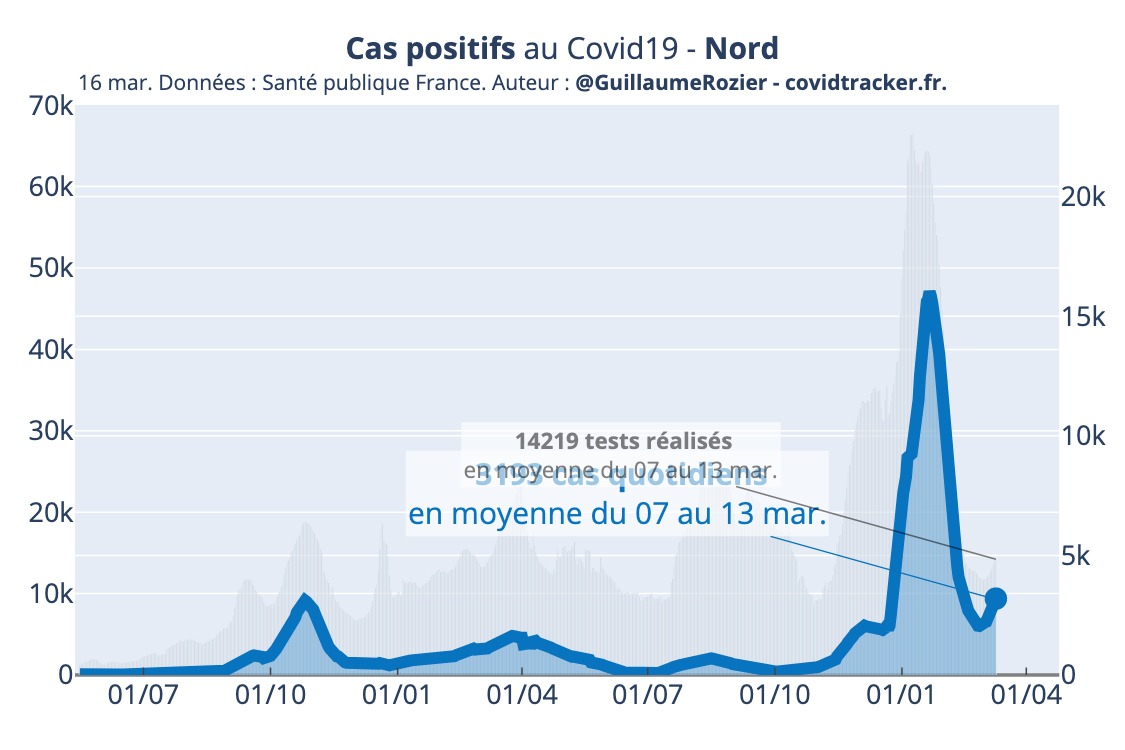 Cas positifs au Covid19 - Nord
16 mar. Données : Santé publique France. Auteur : @GuillaumeRozier - covidtracker.fr.
70k
60k
50k
40k
30k
20k
10k
0
20k
15k
10k
5k
0
14219 tests réalisés
en moyenne du 07 au 13 mar.
3193 cas quotidiens
en moyenne du 07 au 13 mar.
01/07 01/10 01/01 01/04 01/07 01/10 01/01 01/04